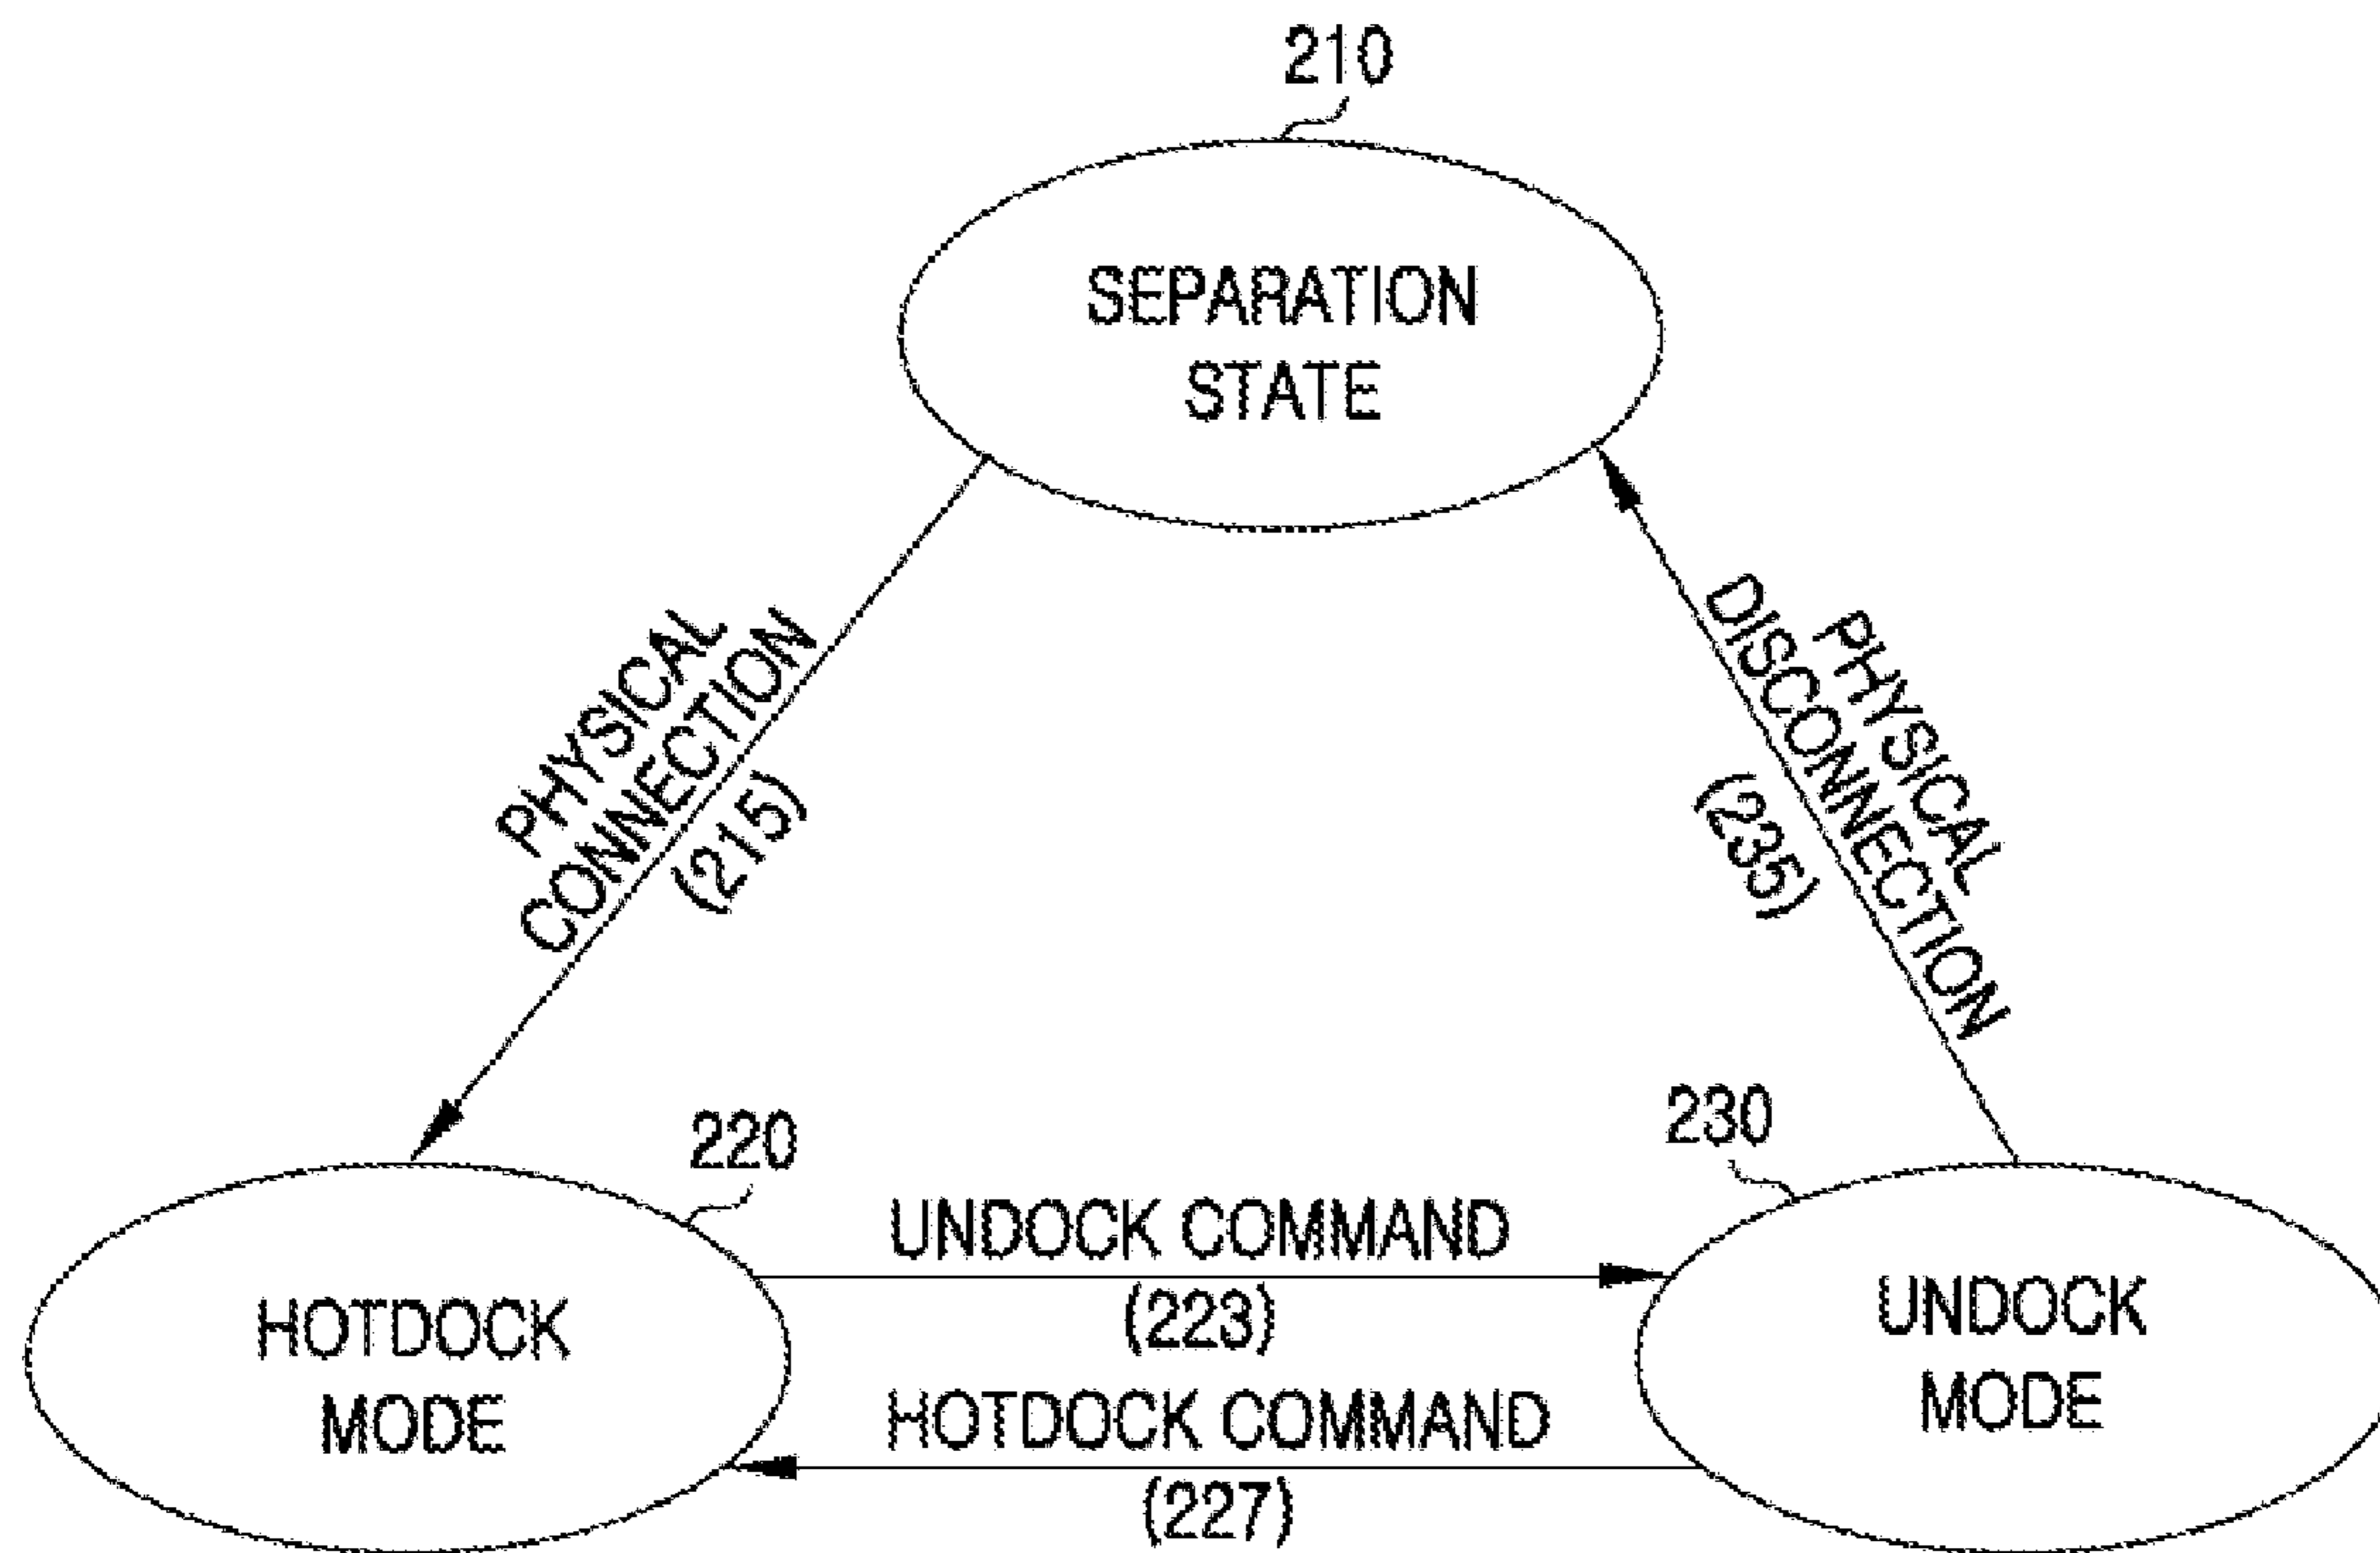 210
SEPARATION
STATE
PHYSICAL
CONNECTION
(215)
PHYSICAL
DISCONNECTION
(235)
220
230
UNDOCK COMMAND
(223)
HOTDOCK
MODE
UNDOCK
MODE
HOTDOCK COMMAND
(227)